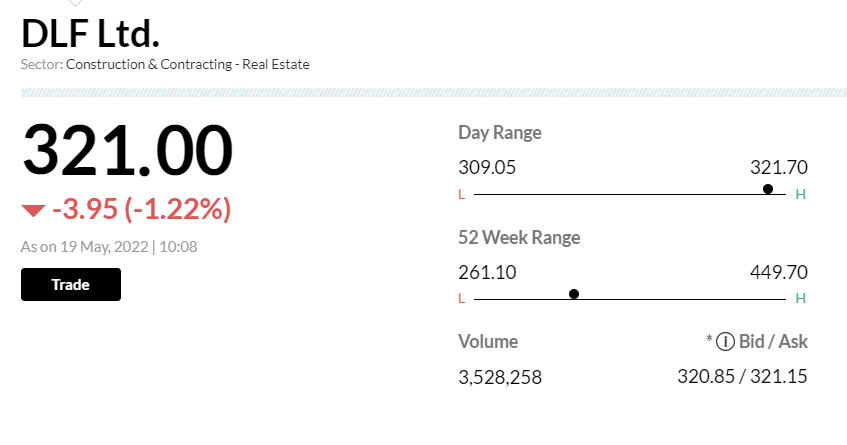 DLF Ltd.
Sector: Construction & Contracting - Real Estate
321.00
-3.95 (-1.22%)
As on 19 May, 2022 | 10:08
Trade
Day Range
309.05 321.70
L H
52 Week Range
261.10 449.70
L H
Volume * i Bid / Ask
3,528,258 320.85 / 321.15